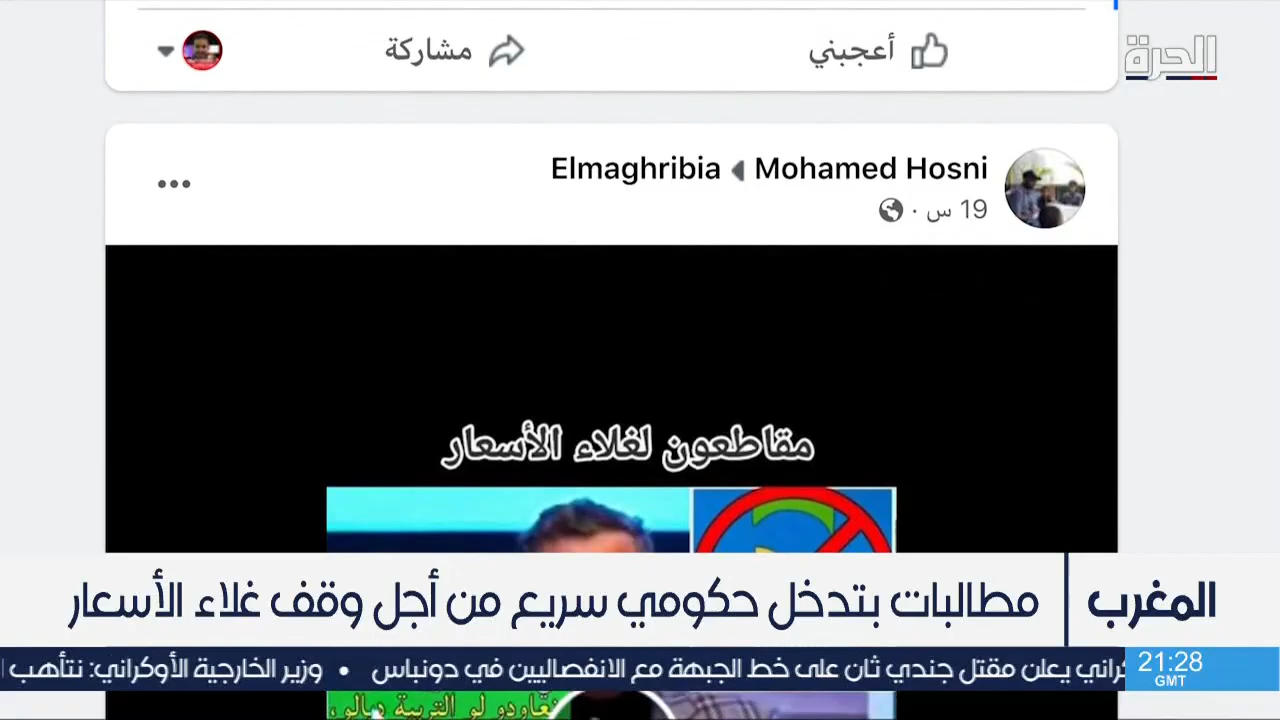 أعجبني
مشاركة
الحرة
Mohamed Hosni
Elmaghribia
19 س ·
مقاطعون لغلاء الأسعار
المغرب
مطالبات بتدخل حكومي سريع من أجل وقف غلاء الأسعار
يعلن مقتل جندي ثان على خط الجبهة مع الانفصاليين في دونباس • وزير الخارجية الأوكراني: نتأهب
21:28
GMT
لو التربية